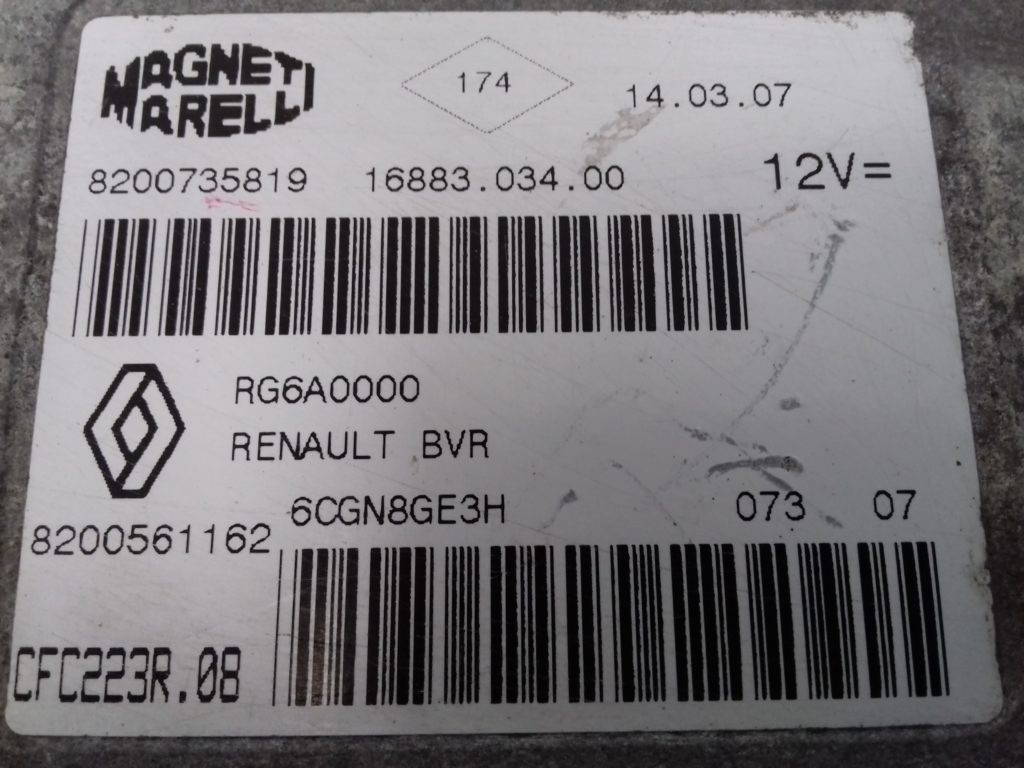 MAGNETI
MARELLI
174
14.03.07
8200735819 16883.034.00
12V=
RG6A0000
RENAULT BVR
6CGN8GE3H 073 07
8200561162
CFC223R.08